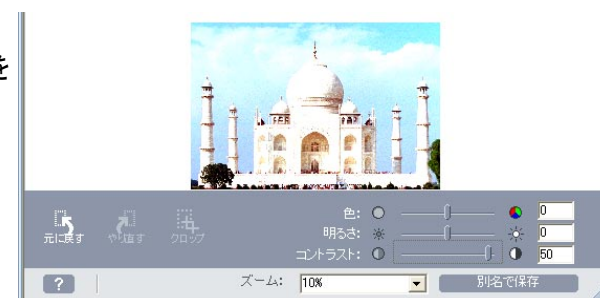 を
色: 0
元に戻す やり直す クロップ 明るさ: 0
コントラスト: 50
? ズーム: 10% 別名で保存